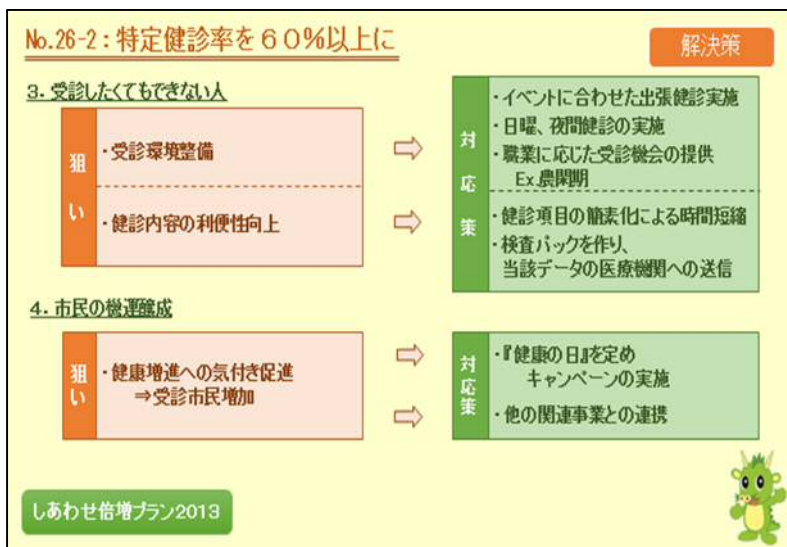 No.26-2：特定健診率を６０％以上に
解決策
３．受診したくてもできない人
狙い
・受診環境整備
・健診内容の利便性向上
対応策
・イベントに合わせた出張健診実施
・日曜、夜間健診の実施
・職業に応じた受診機会の提供
Ex.農閑期
・健診項目の簡素化による時間短縮
・検査パックを作り、
当該データの医療機関への送信
４．市民の機運醸成
狙い
・健康増進への気付き促進
⇒受診市民増加
対応策
・『健康の日』を定め
キャンペーンの実施
・他の関連事業との連携
しあわせ倍増プラン2013